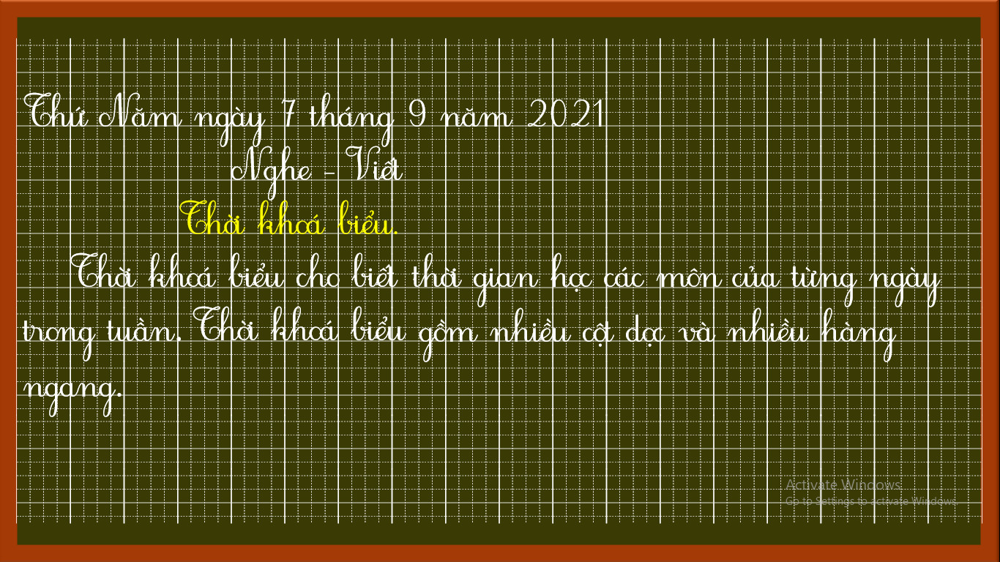 Thứ Năm ngày 7 tháng 9 năm 2021
Nghe - Viết
Thời khoá biểu.
Thời khoá biểu cho biết thời gian học các môn của từng ngày
trong tuần. Thời khoá biểu gồm nhiều cột dọc và nhiều hàng
ngang.
Activate Windows
Go to Settings to activate Windows.